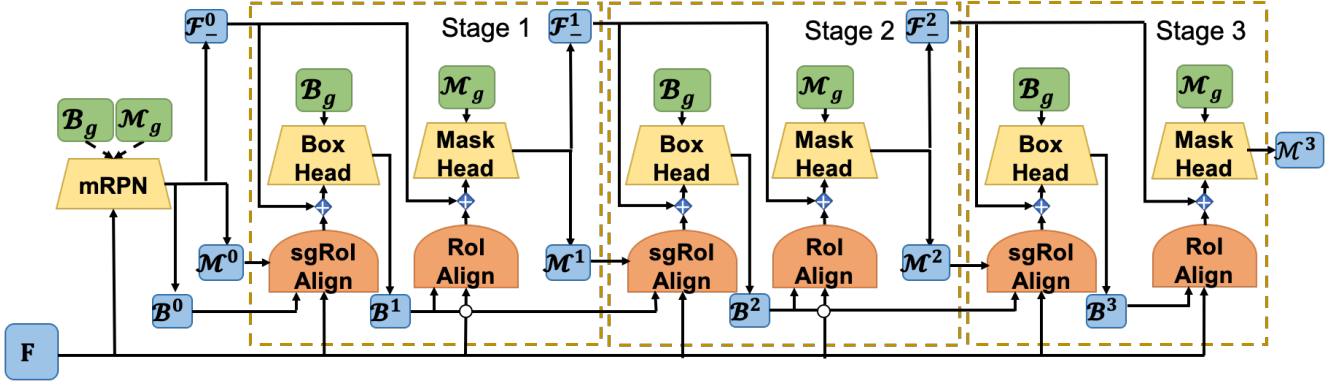 𝓕⁰₋
Stage 1
𝓕¹₋
Stage 2
𝓕²₋
Stage 3
𝓑g
𝓜g
𝓑g
𝓜g
𝓑g
𝓜g
𝓑g
𝓜g
mRPN
Box
Head
Mask
Head
Box
Head
Mask
Head
Box
Head
Mask
Head
𝓜³
𝓜⁰
sgRoI
Align
RoI
Align
𝓜¹
sgRoI
Align
RoI
Align
𝓜²
sgRoI
Align
RoI
Align
𝓑⁰
𝓑¹
𝓑²
𝓑³
F